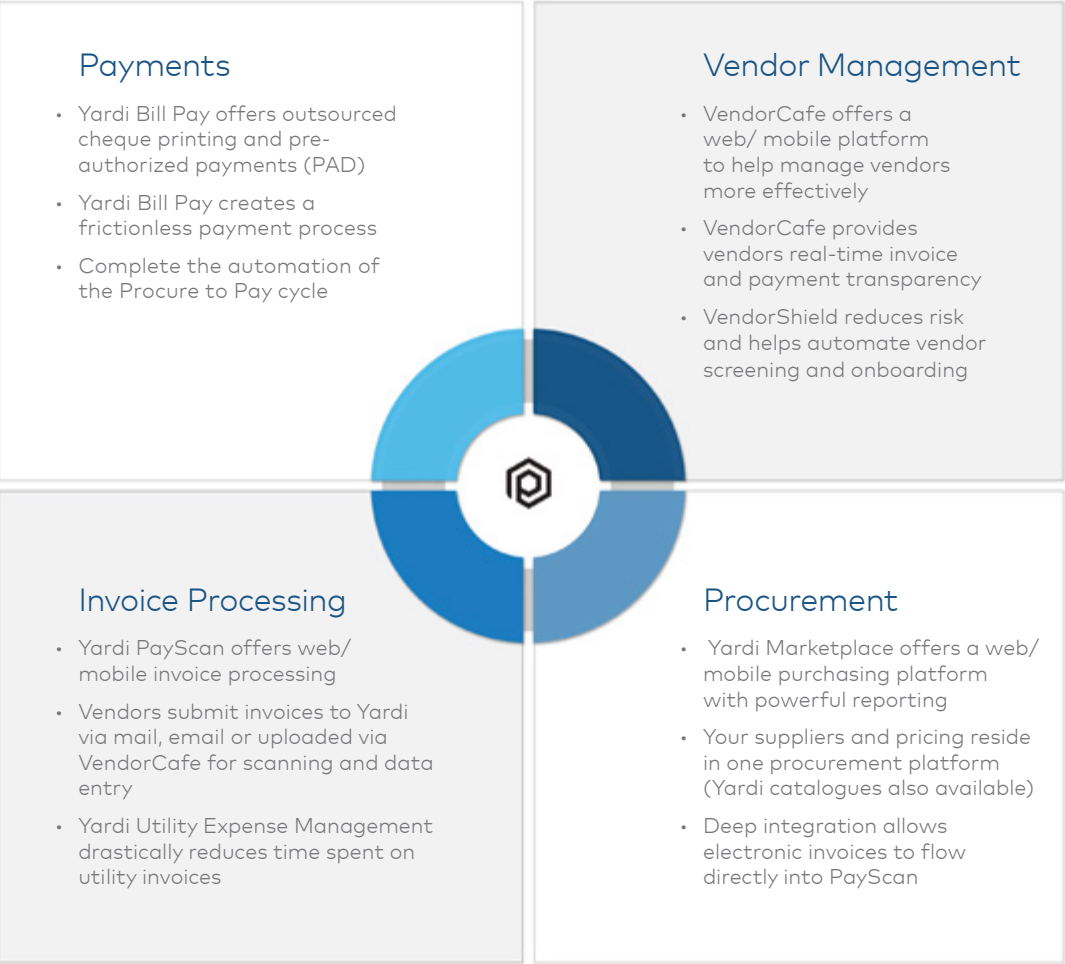 Payments
• Yardi Bill Pay offers outsourced
cheque printing and pre-
authorized payments (PAD)
• Yardi Bill Pay creates a
frictionless payment process
• Complete the automation of
the Procure to Pay cycle
Vendor Management
• VendorCafe offers a
web/ mobile platform
to help manage vendors
more effectively
• VendorCafe provides
vendors real-time invoice
and payment transparency
• VendorShield reduces risk
and helps automate vendor
screening and onboarding
Invoice Processing
• Yardi PayScan offers web/
mobile invoice processing
• Vendors submit invoices to Yardi
via mail, email or uploaded via
VendorCafe for scanning and data
entry
• Yardi Utility Expense Management
drastically reduces time spent on
utility invoices
Procurement
• Yardi Marketplace offers a web/
mobile purchasing platform
with powerful reporting
• Your suppliers and pricing reside
in one procurement platform
(Yardi catalogues also available)
• Deep integration allows
electronic invoices to flow
directly into PayScan